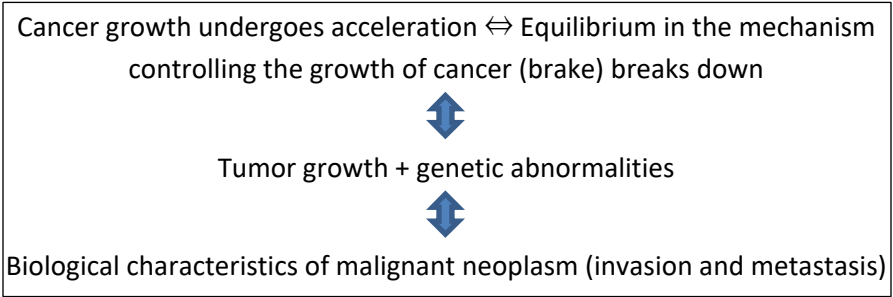 Cancer growth undergoes acceleration ⇔ Equilibrium in the mechanism
controlling the growth of cancer (brake) breaks down
Tumor growth + genetic abnormalities
Biological characteristics of malignant neoplasm (invasion and metastasis)